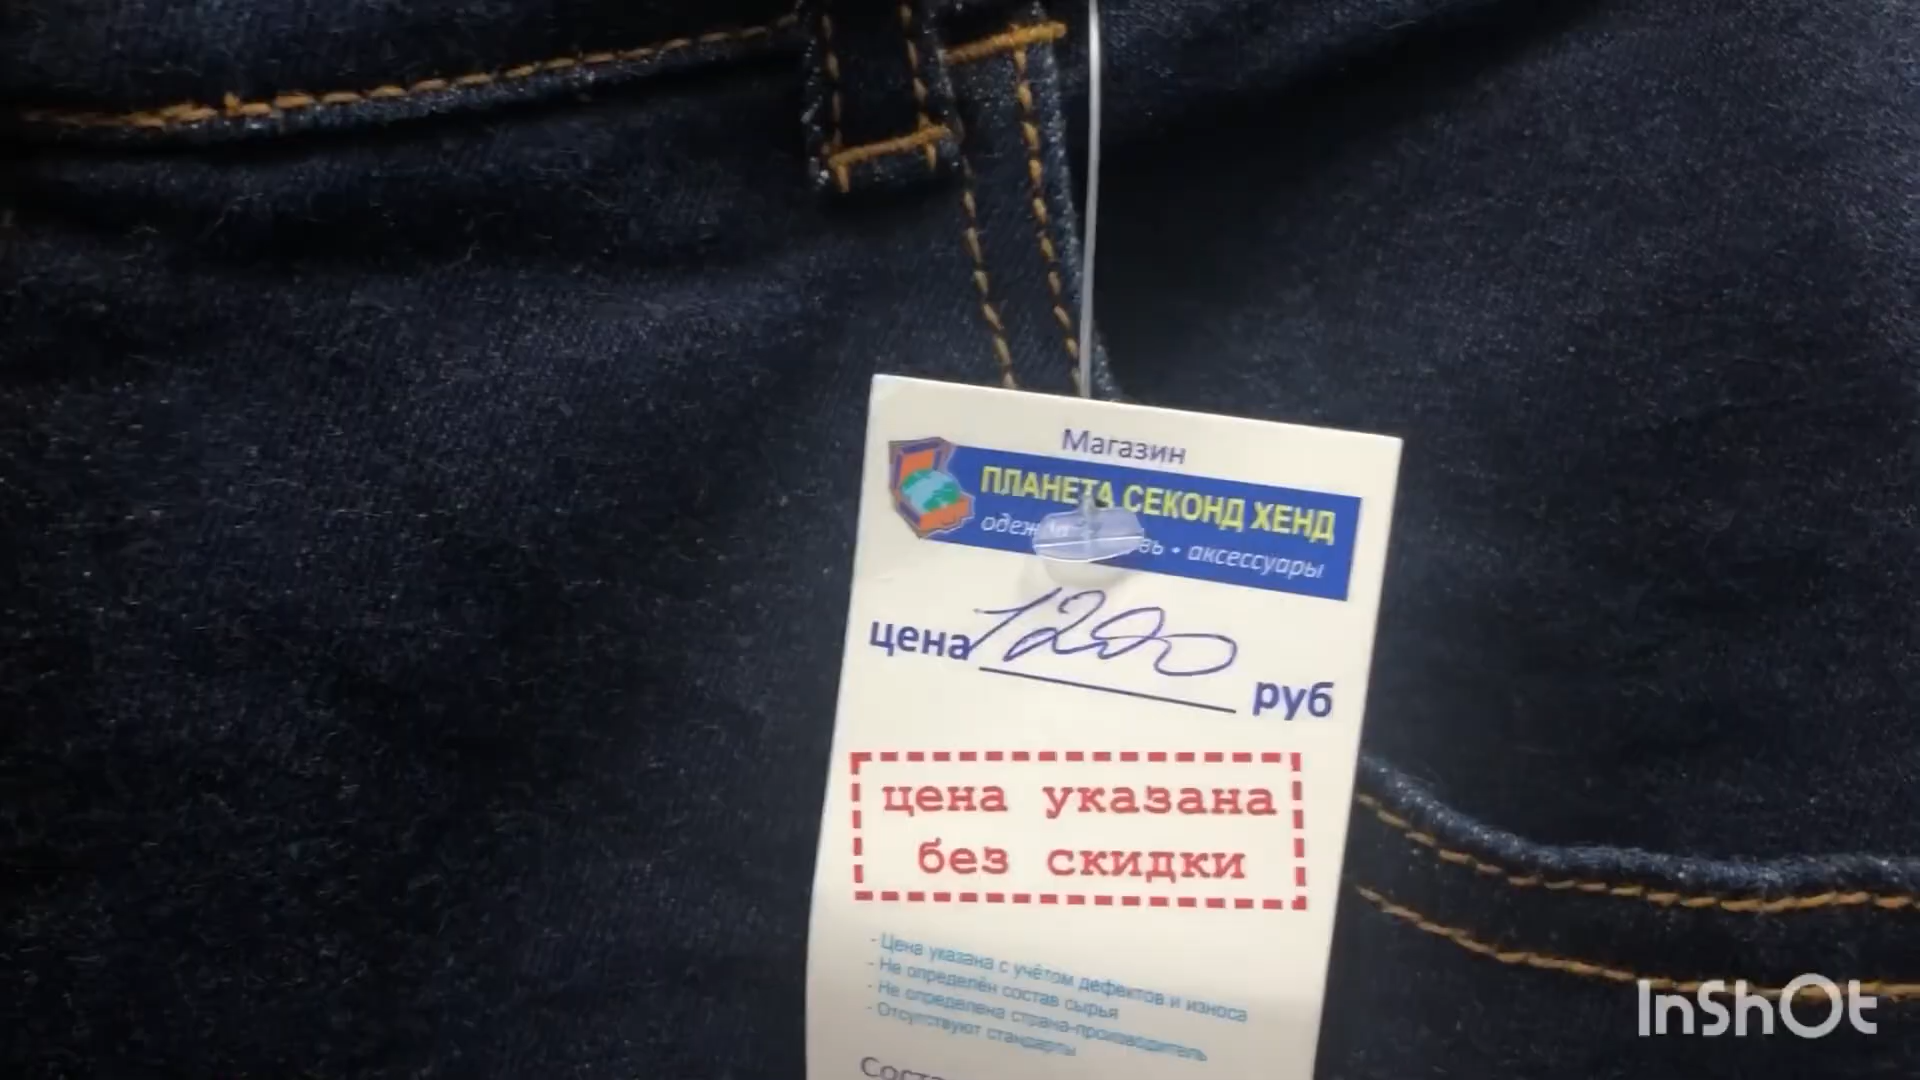 Магазин
ПЛАНЕТА СЕКОНД ХЕНД
аксессуары
цена 1200 руб
цена указана
без скидки
- Цена указана с учётом дефектов и износа
- Не определён состав сырья
- Не определена страна-производитель
- Отсутствуют стандарты
InShOt